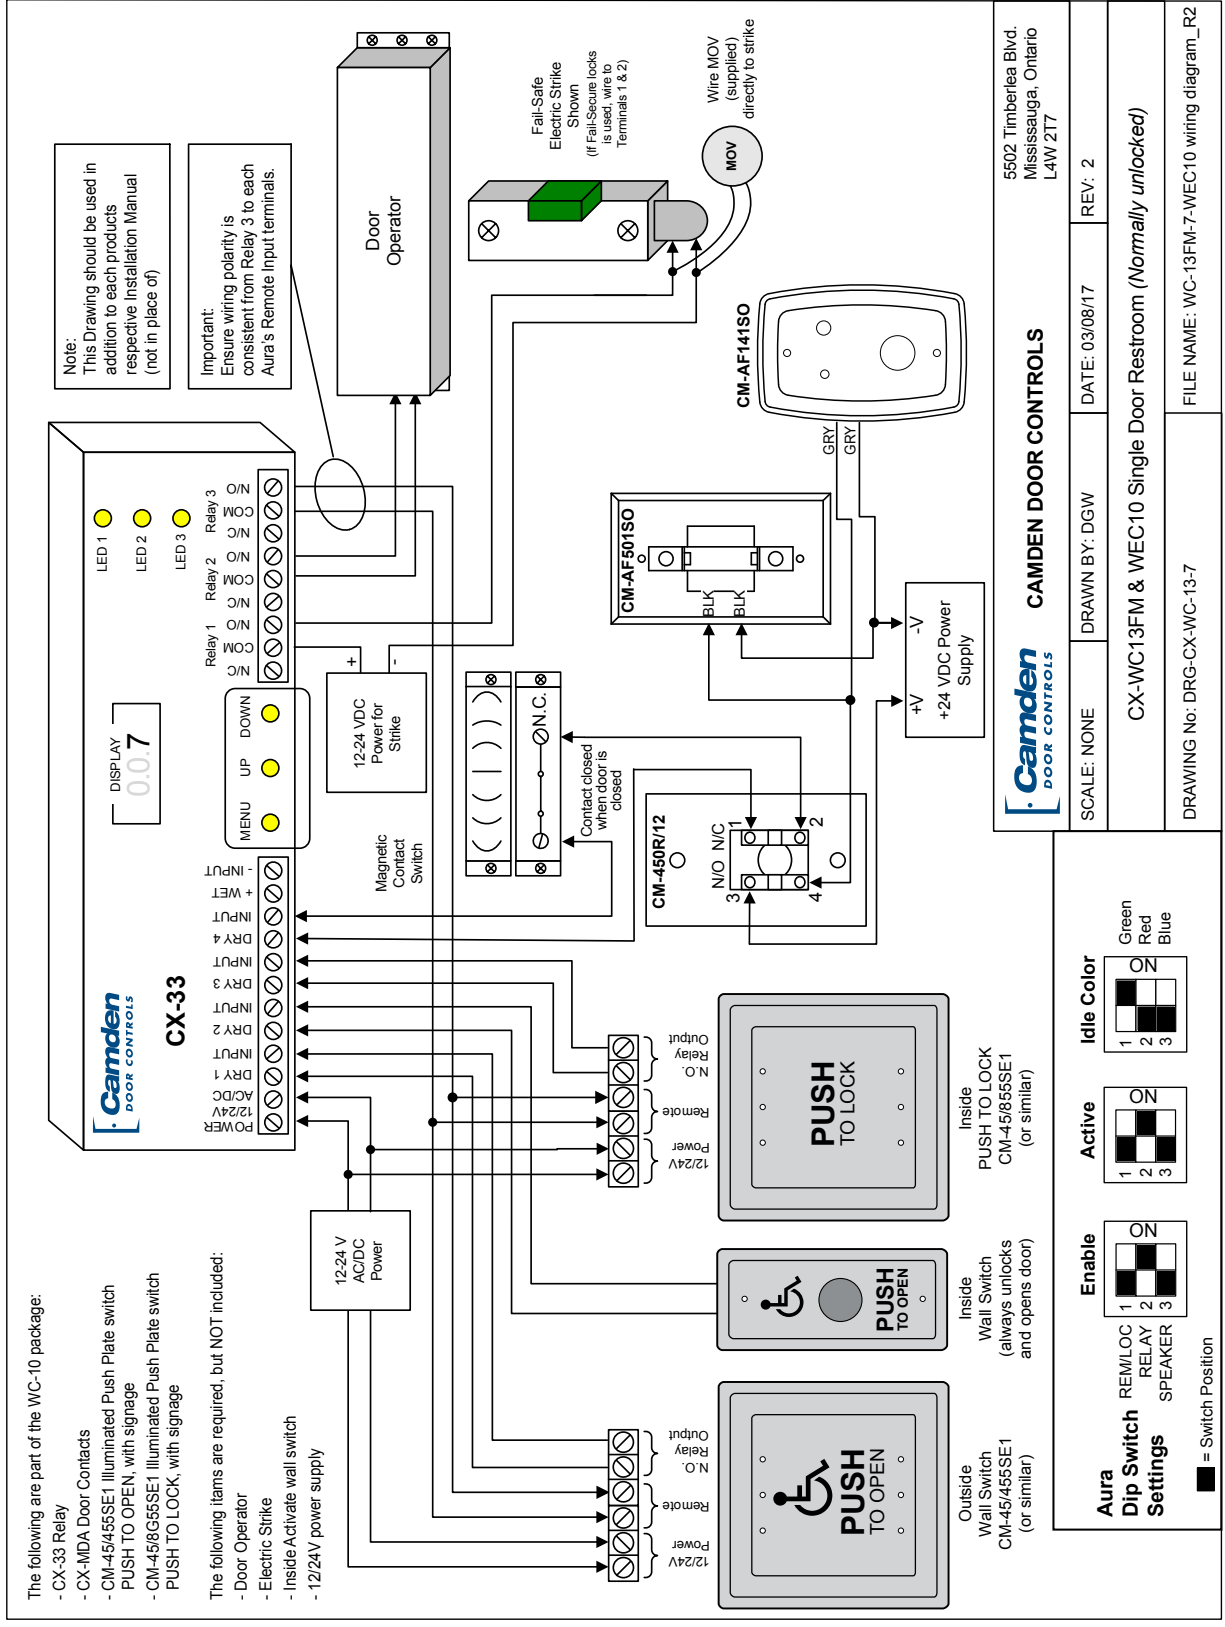 The following are part of the WC-10 package:
- CX-33 Relay
- CX-MDA Door Contacts
- CM-45/455SE1 Illuminated Push Plate switch
PUSH TO OPEN, with signage
- CM-45/8G55SE1 Illuminated Push Plate switch
PUSH TO LOCK, with signage
The following itams are required, but NOT included:
- Door Operator
- Electric Strike
- Inside Activate wall switch
- 12/24V power supply
Camden
DOOR CONTROLS
CX-33
DISPLAY
0.0.7
MENU
UP
DOWN
LED 1
LED 2
LED 3
POWER
12/24V
AC/DC
DRY 1
INPUT
DRY 2
INPUT
DRY 3
INPUT
DRY 4
INPUT
+ WET
- INPUT
Relay 1
Relay 2
Relay 3
N/C
COM
N/O
N/C
COM
N/O
N/C
COM
N/O
Note:
This Drawing should be used in
addition to each products
respective Installation Manual
(not in place of)
Important:
Ensure wiring polarity is
consistent from Relay 3 to each
Aura's Remote Input terminals.
Door
Operator
12-24 V
AC/DC
Power
12-24 VDC
Power for
Strike
+
-
Magnetic
Contact
Switch
N.C.
Contact closed
when door is
closed
Fail-Safe
Electric Strike
Shown
(If Fail-Secure locks
is used, wire to
Terminals 1 & 2)
MOV
Wire MOV
(supplied)
directly to strike
12/24V
Power
Remote
N.O.
Relay
Output
12/24V
Power
Remote
N.O.
Relay
Output
CM-450R/12
N/O
N/C
1
2
3
4
CM-AF501SO
BLK
BLK
CM-AF141SO
GRY
GRY
+V
-V
+24 VDC Power
Supply
PUSH
TO OPEN
Outside
Wall Switch
CM-45/455SE1
(or similar)
PUSH
TO OPEN
Inside
Wall Switch
(always unlocks
and opens door)
PUSH
TO LOCK
Inside
PUSH TO LOCK
CM-45/855SE1
(or similar)
Aura
Dip Switch
Settings
REM/LOC
RELAY
SPEAKER
Enable
1
2
3
ON
Active
1
2
3
ON
Idle Color
1
2
3
ON
Green
Red
Blue
= Switch Position
Camden
DOOR CONTROLS
CAMDEN DOOR CONTROLS
5502 Timberlea Blvd.
Mississauga, Ontario
L4W 2T7
SCALE: NONE
DRAWN BY: DGW
DATE: 03/08/17
REV: 2
CX-WC13FM & WEC10 Single Door Restroom (Normally unlocked)
DRAWING No: DRG-CX-WC-13-7
FILE NAME: WC-13FM-7-WEC10 wiring diagram_R2